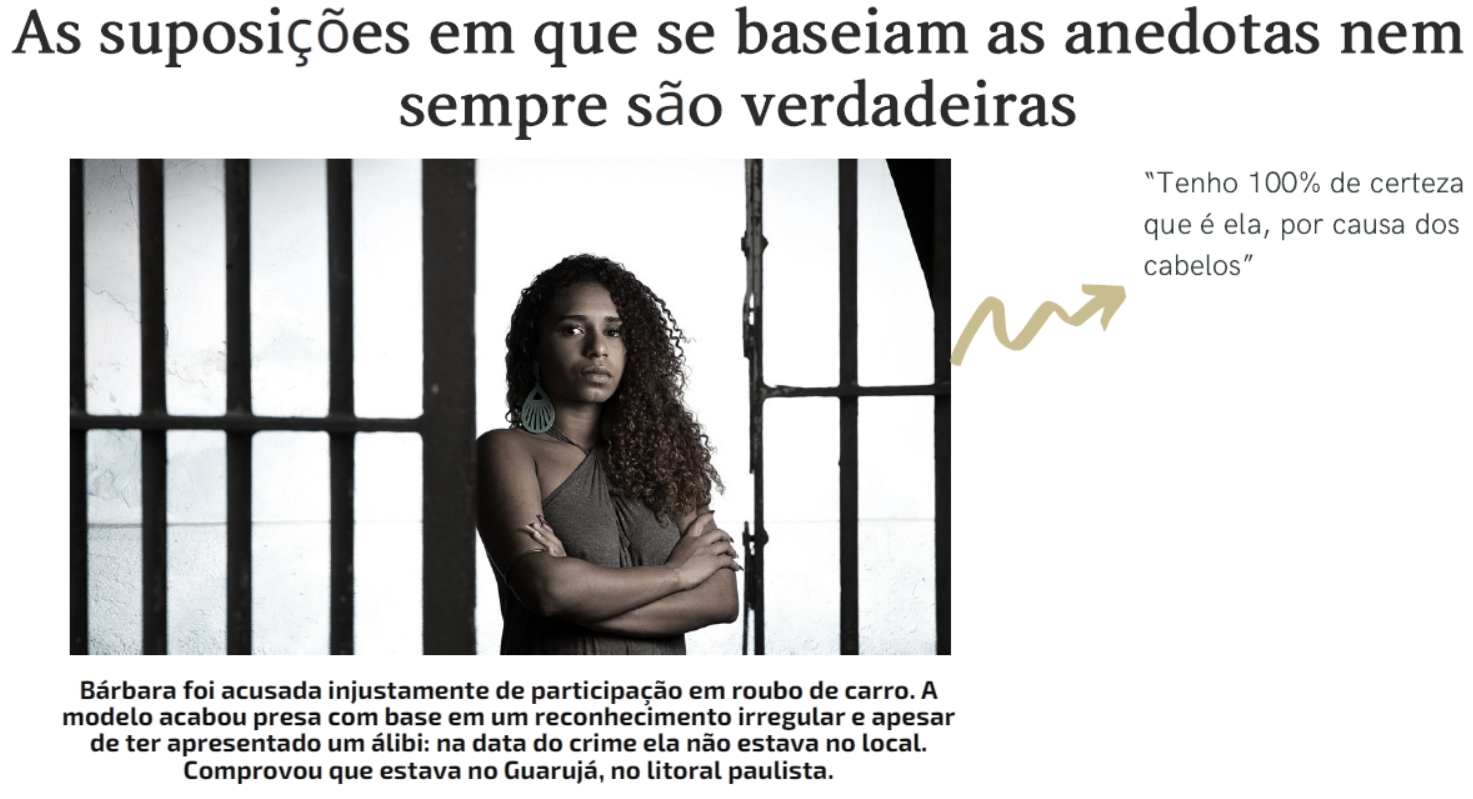 As suposições em que se baseiam as anedotas nem
sempre são verdadeiras
“Tenho 100% de certeza
que é ela, por causa dos
cabelos”
Bárbara foi acusada injustamente de participação em roubo de carro. A
modelo acabou presa com base em um reconhecimento irregular e apesar
de ter apresentado um álibi: na data do crime ela não estava no local.
Comprovou que estava no Guarujá, no litoral paulista.